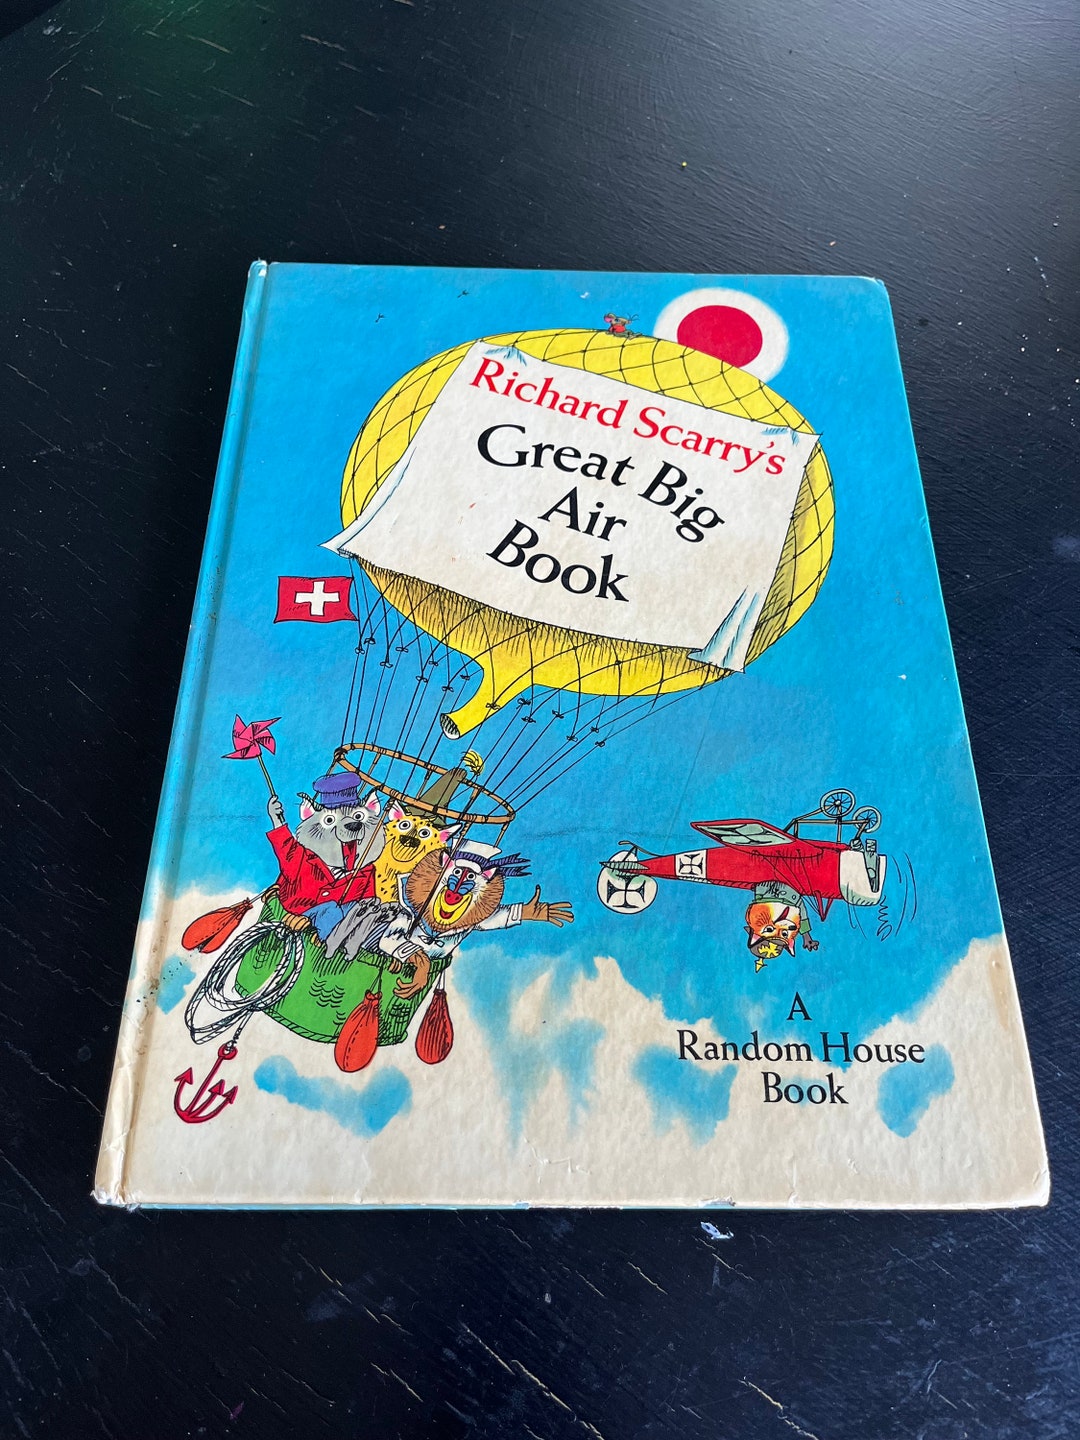 Richard Scarry's
Great Big
Air
Book
A
Random House
Book